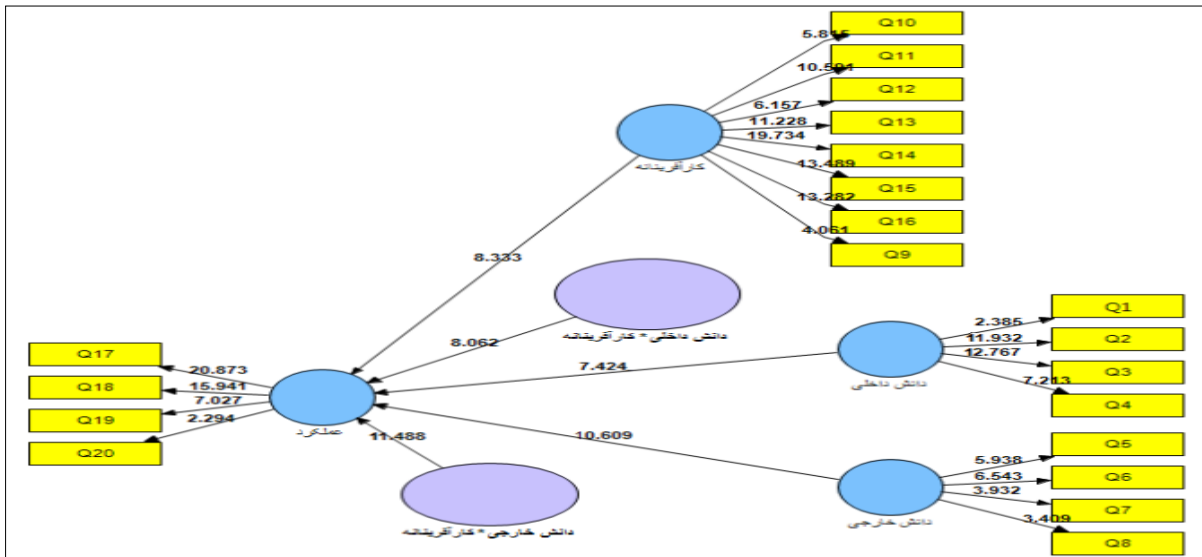 Q10
5.815
Q11
10.591
Q12
6.157
Q13
11.228
19.734
Q14
13.489
Q15
13.282
Q16
4.061
Q9
کارآفرینانه
8.333
دانش داخلی * کارآفرینانه
8.062
Q1
2.385
Q2
11.932
12.767
Q3
7.213
Q4
دانش داخلی
7.424
Q17
20.873
Q18
15.941
7.027
Q19
2.294
Q20
عملکرد
11.488
10.609
دانش خارجی * کارآفرینانه
Q5
5.938
6.543
Q6
3.932
Q7
3.409
Q8
دانش خارجی